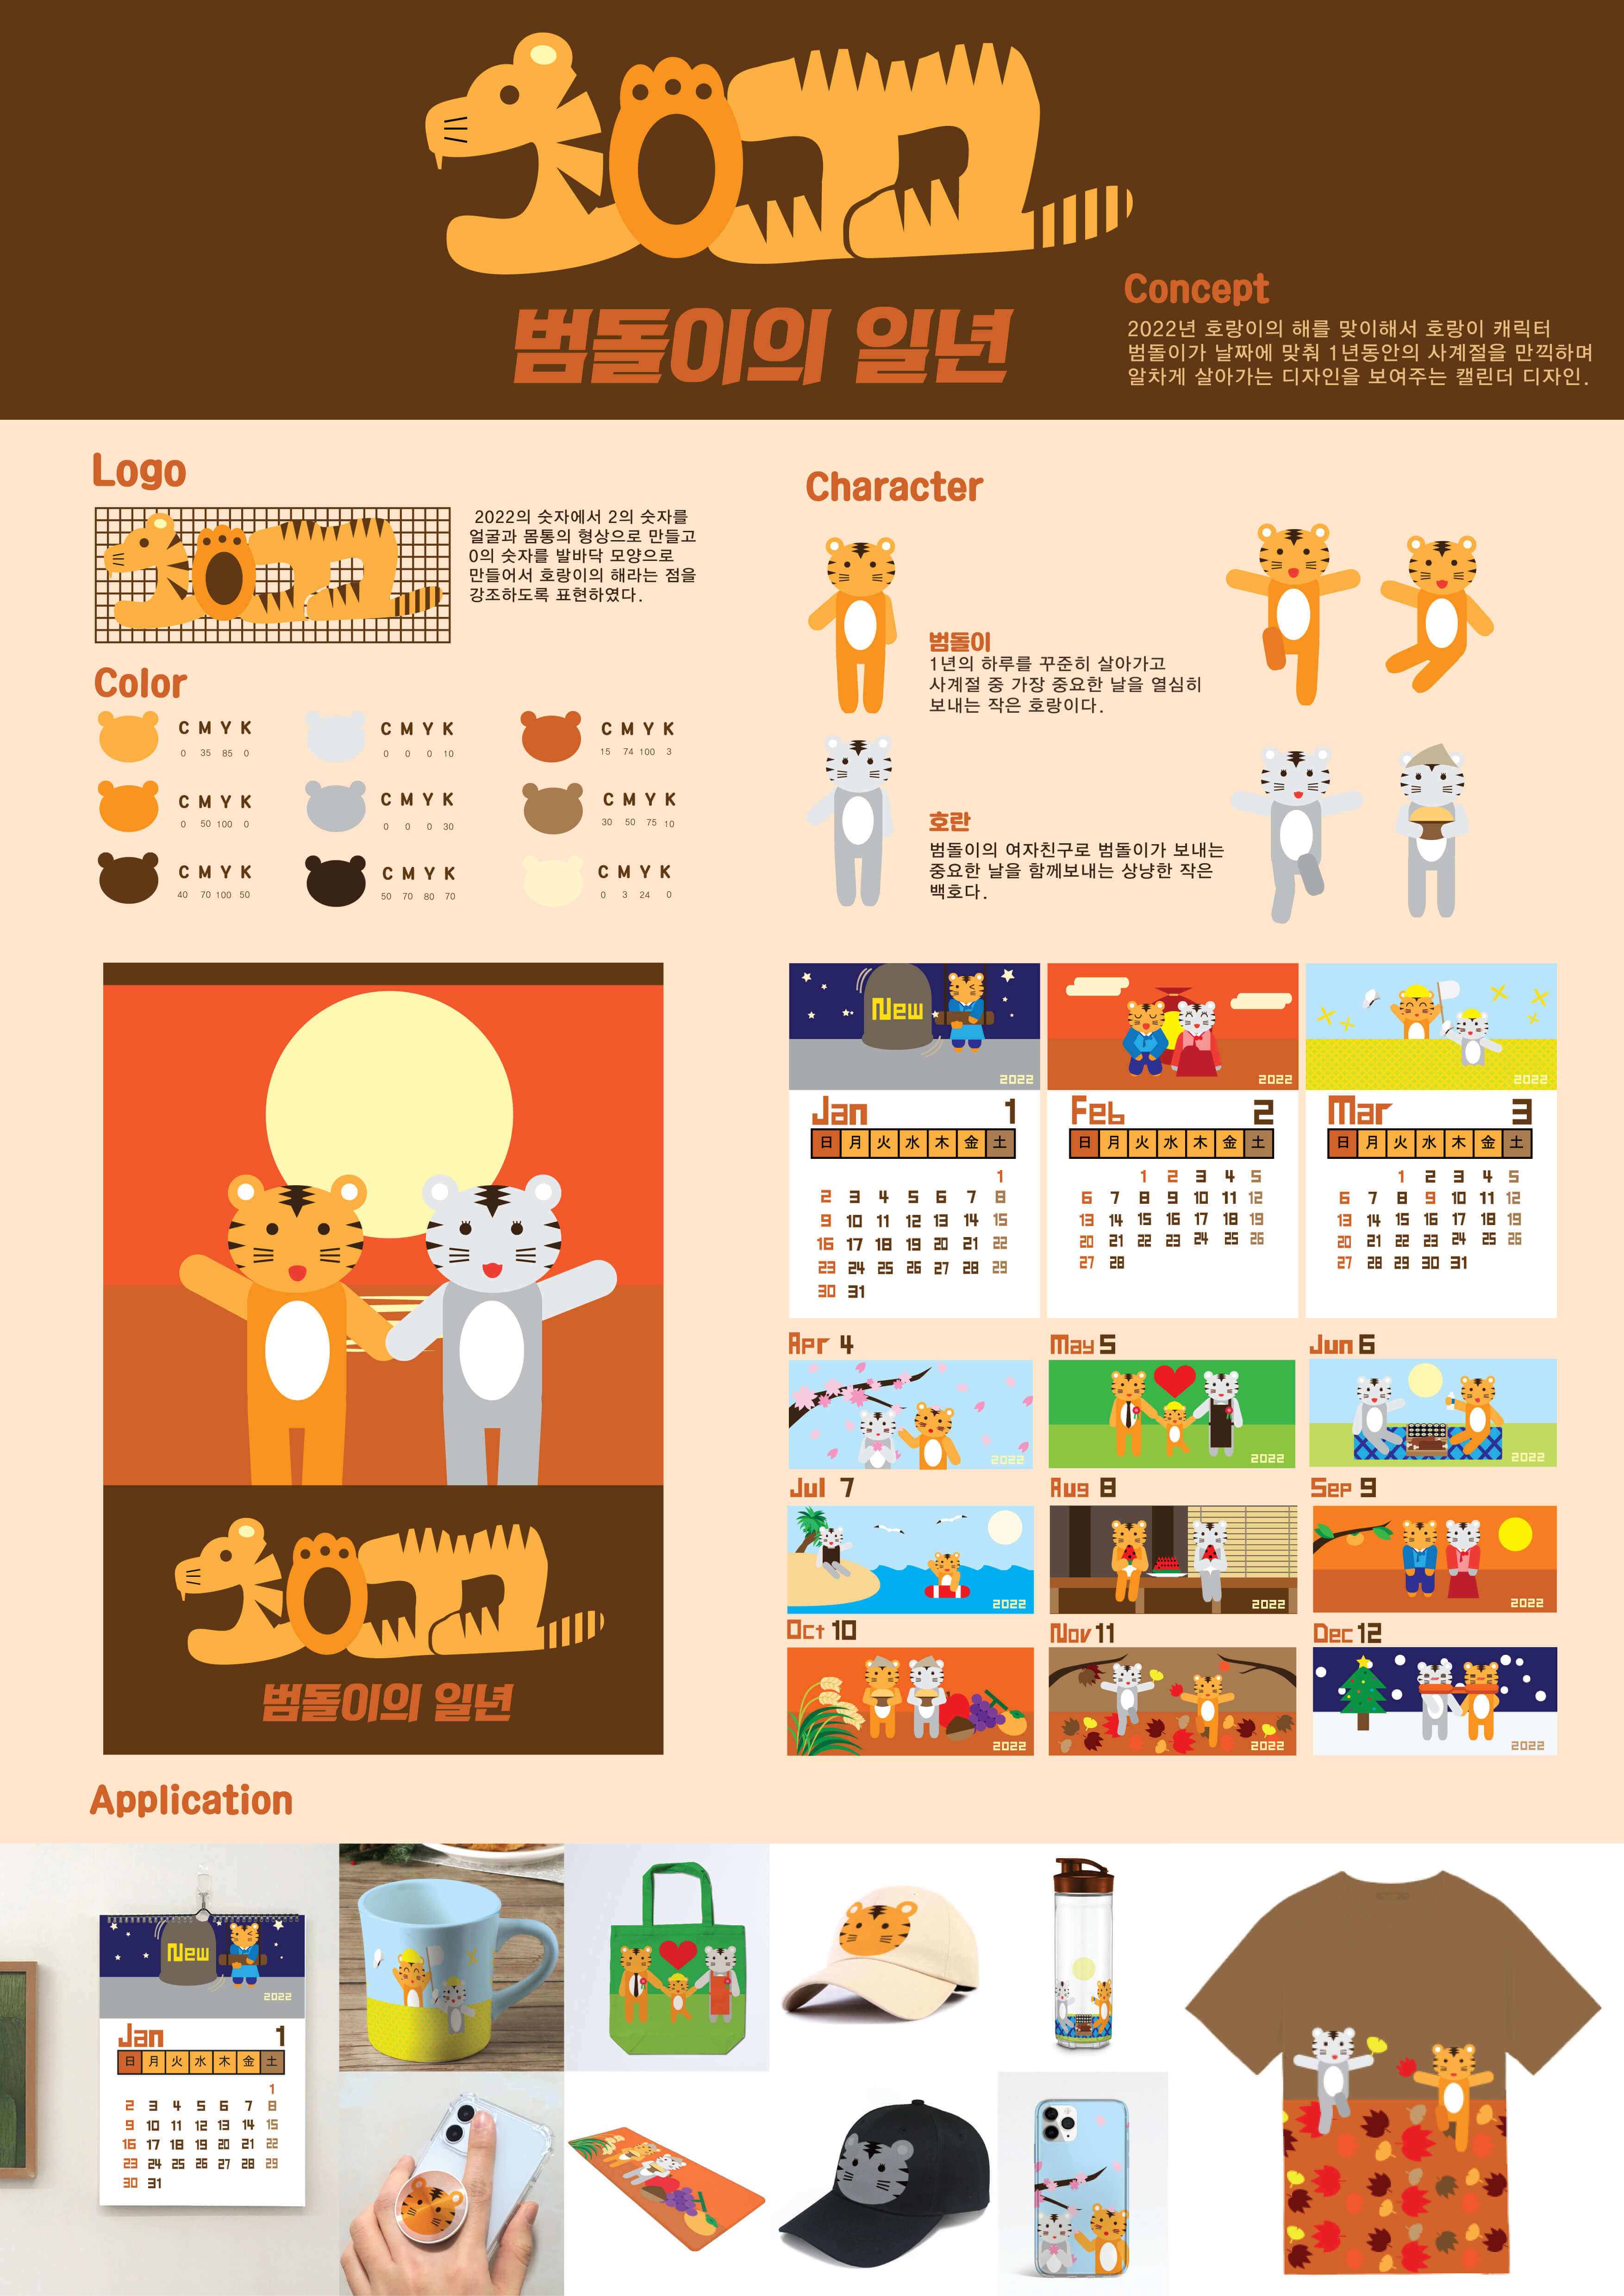 범돌이의 일년
Concept
2022년 호랑이의 해를 맞이해서 호랑이 캐릭터
범돌이가 날짜에 맞춰 1년동안의 사계절을 만끽하며
알차게 살아가는 디자인을 보여주는 캘린더 디자인.
Logo
2022의 숫자에서 2의 숫자를
얼굴과 몸통의 형상으로 만들고
0의 숫자를 발바닥 모양으로
만들어서 호랑이의 해라는 점을
강조하도록 표현하였다.
Color
C M Y K
0 35 85 0
C M Y K
0 0 0 10
C M Y K
15 74 100 3
C M Y K
0 50 100 0
C M Y K
0 0 0 30
C M Y K
30 50 75 10
C M Y K
40 70 100 50
C M Y K
50 70 80 70
C M Y K
0 3 24 0
Character
범돌이
1년의 하루를 꾸준히 살아가고
사계절 중 가장 중요한 날을 열심히
보내는 작은 호랑이다.
호란
범돌이의 여자친구로 범돌이가 보내는
중요한 날을 함께보내는 상냥한 작은
백호다.
범돌이의 일년
New
2022
Jan 1
日 月 火 水 木 金 土
1
2 3 4 5 6 7 8
9 10 11 12 13 14 15
16 17 18 19 20 21 22
23 24 25 26 27 28 29
30 31
2022
Feb 2
日 月 火 水 木 金 土
1 2 3 4 5
6 7 8 9 10 11 12
13 14 15 16 17 18 19
20 21 22 23 24 25 26
27 28
2022
Mar 3
日 月 火 水 木 金 土
1 2 3 4 5
6 7 8 9 10 11 12
13 14 15 16 17 18 19
20 21 22 23 24 25 26
27 28 29 30 31
Apr 4
2022
May 5
2022
Jun 6
2022
Jul 7
2022
Aug 8
2022
Sep 9
2022
Oct 10
2022
Nov 11
2022
Dec 12
2022
Application
New
2022
Jan 1
日 月 火 水 木 金 土
1
2 3 4 5 6 7 8
9 10 11 12 13 14 15
16 17 18 19 20 21 22
23 24 25 26 27 28 29
30 31